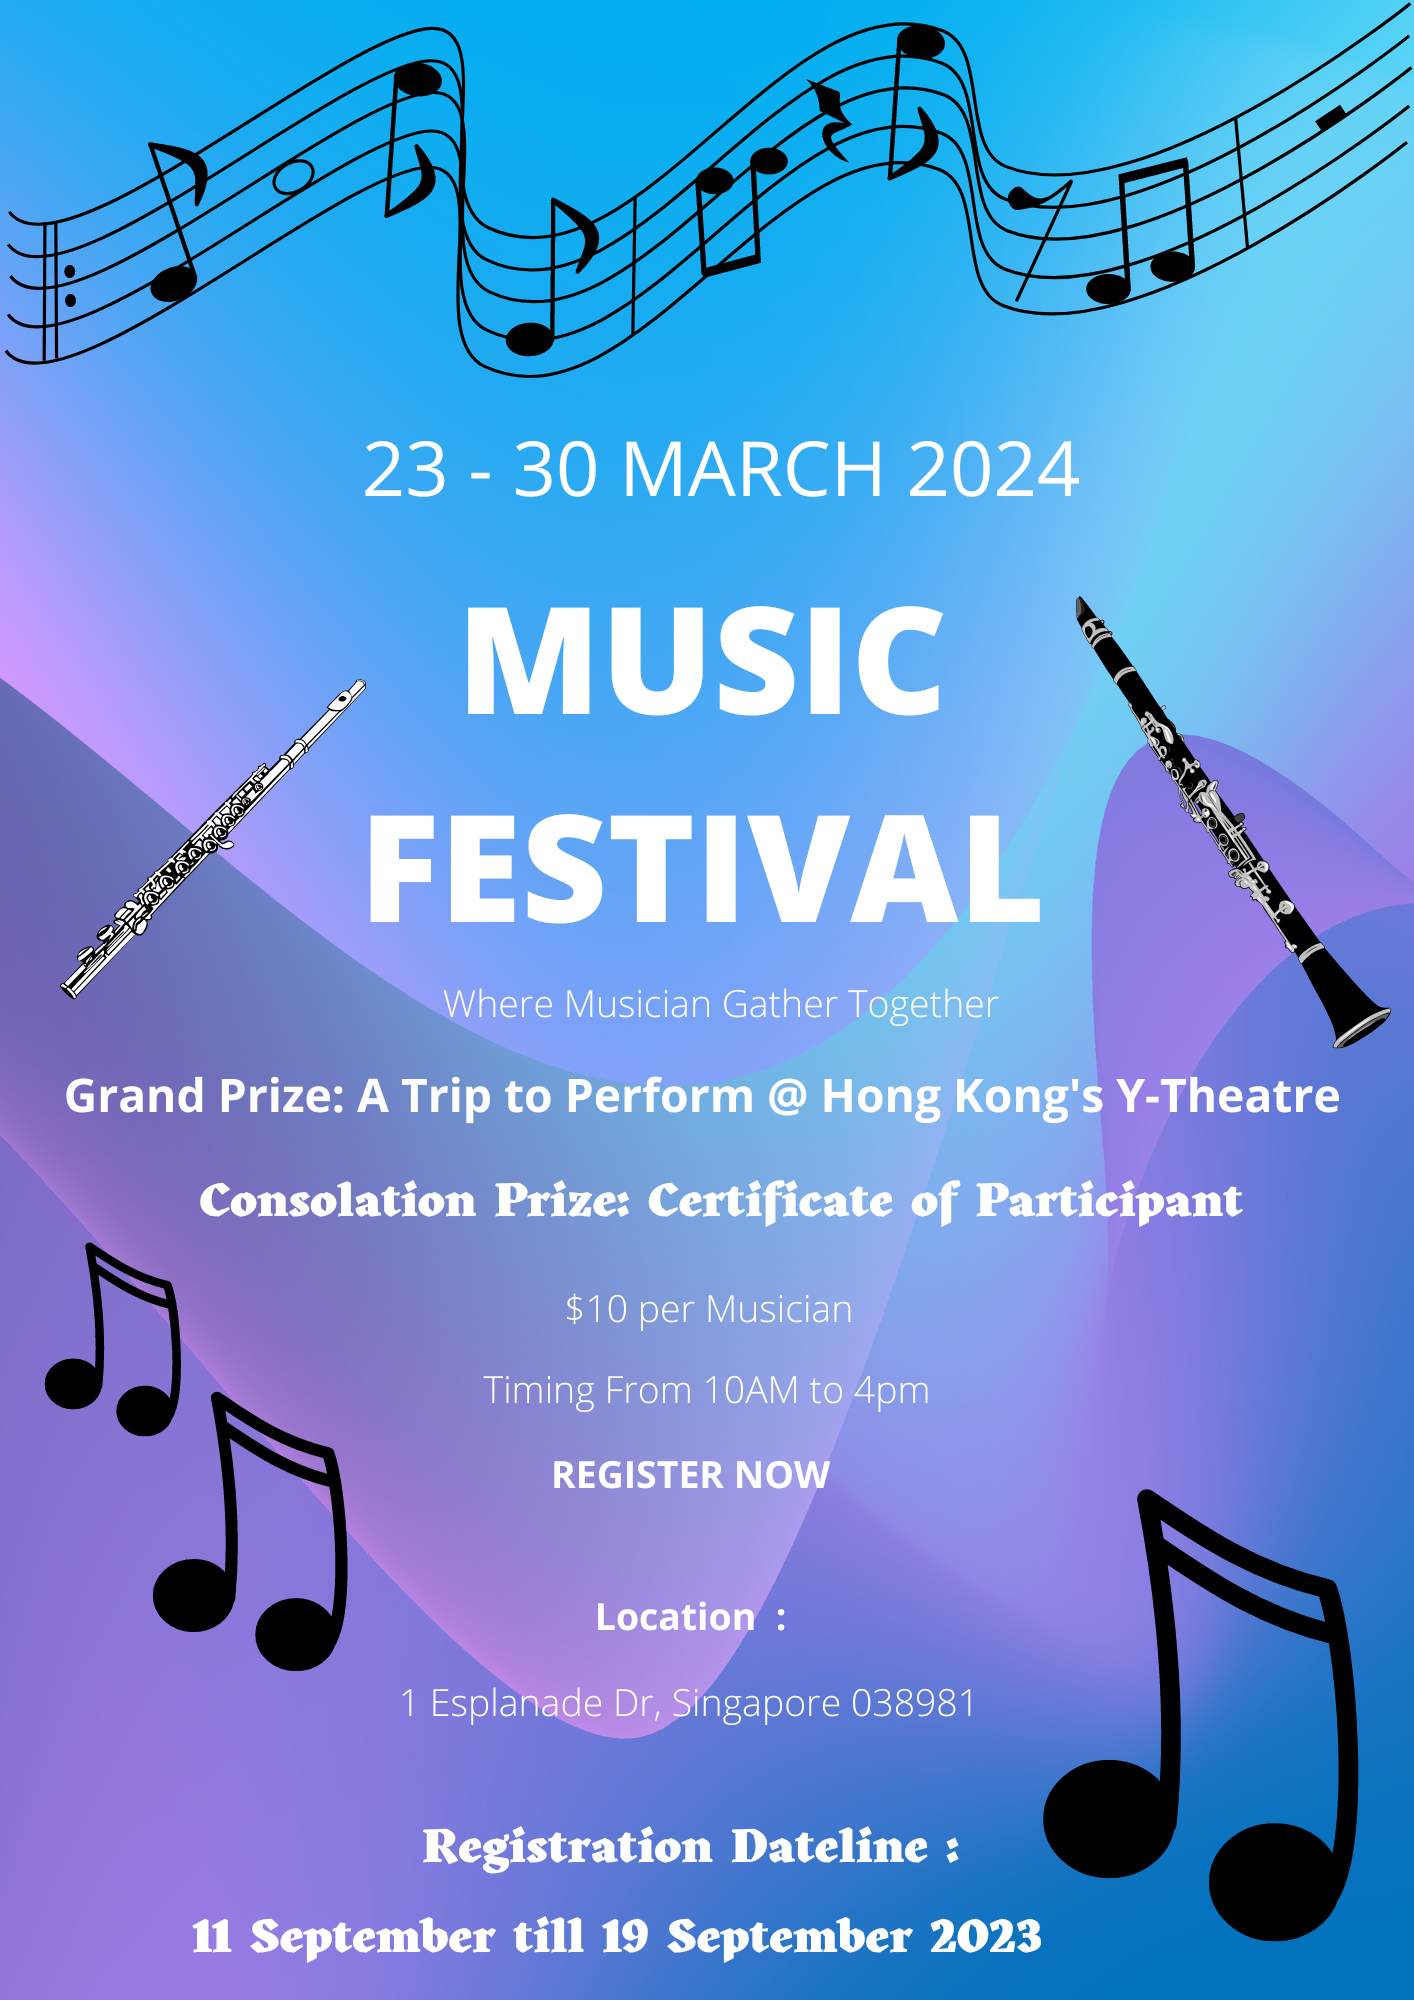 23 - 30 MARCH 2024
MUSIC
FESTIVAL
Where Musician Gather Together
Grand Prize: A Trip to Perform @ Hong Kong's Y-Theatre
Consolation Prize: Certificate of Participant
$10 per Musician
Timing From 10AM to 4pm
REGISTER NOW
Location :
1 Esplanade Dr, Singapore 038981
Registration Dateline :
11 September till 19 September 2023